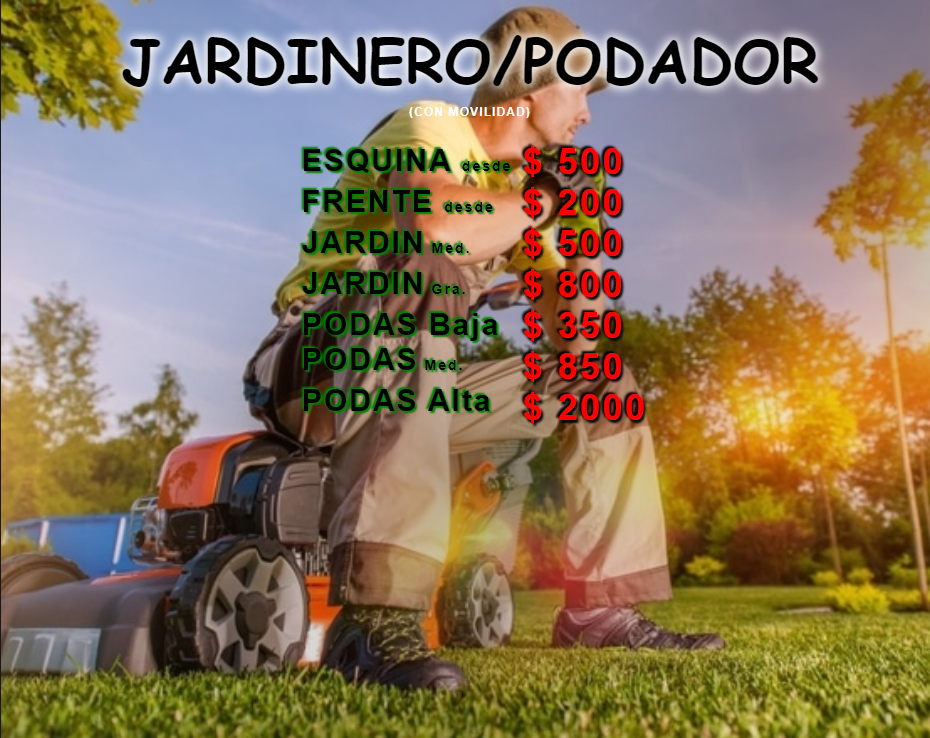 JARDINERO/PODADOR
(CON MOVILIDAD)
ESQUINA desde $ 500
FRENTE desde $ 200
JARDIN Med. $ 500
JARDIN Gra. $ 800
PODAS Baja $ 350
PODAS Med. $ 850
PODAS Alta $ 2000